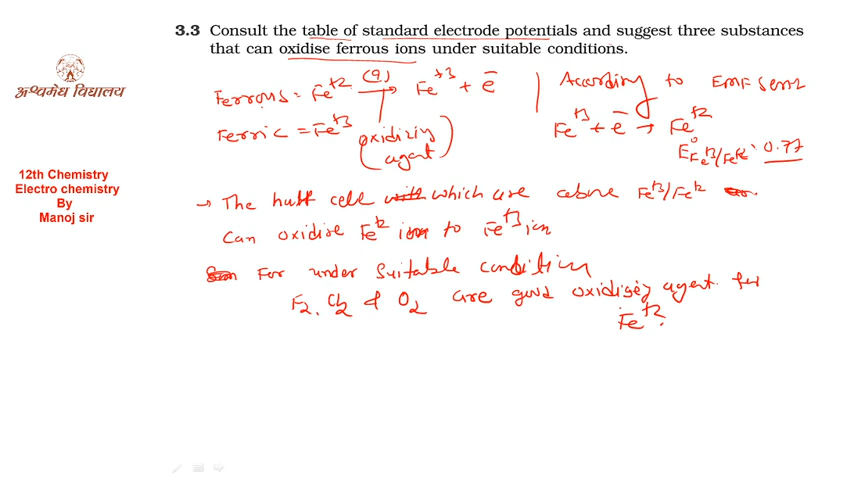 3.3 Consult the table of standard electrode potentials and suggest three substances
that can oxidise ferrous ions under suitable conditions.
अश्वमेध विद्यालय
12th Chemistry
Electro chemistry
By
Manoj sir
Ferrous = Fe+2 (a) → Fe+3 + e-
Ferric = Fe+3 (oxidizing
agent)
According to EMF series
Fe+3 + e- → Fe+2
E°Fe+3/Fe+2 = 0.77
→ The half cell which are above Fe+3/Fe+2
can oxidise Fe+2 ion to Fe+3 ion
For under suitable condition
F2, Cl2 & O2 are good oxidising agent for
Fe+2.